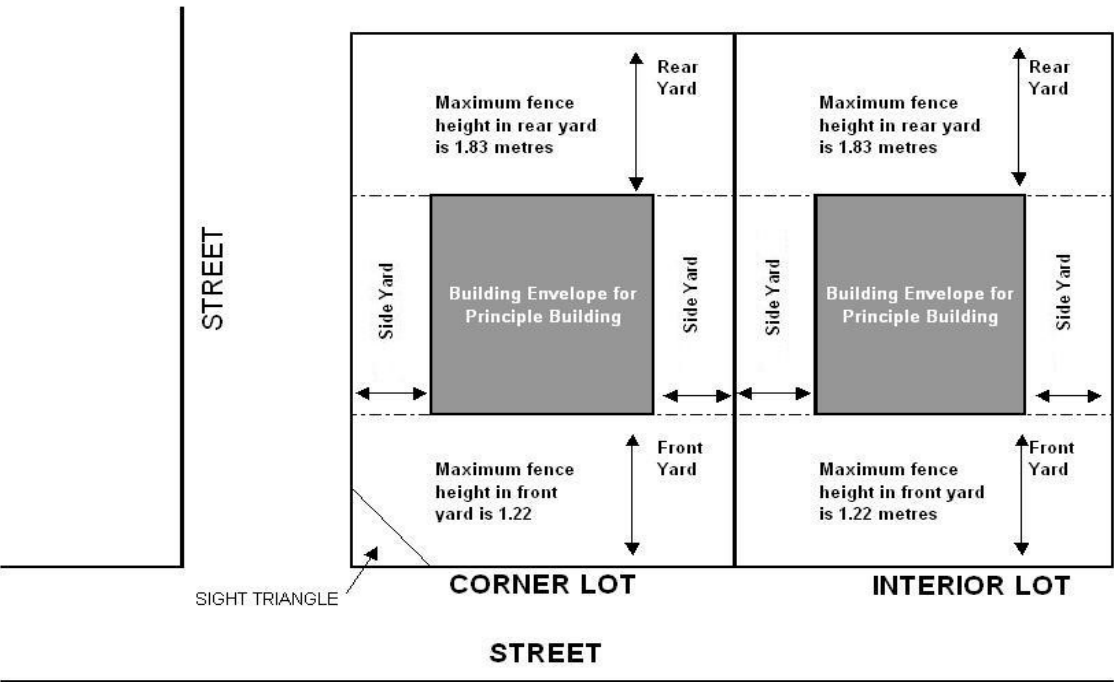 Rear
Yard
Maximum fence
height in rear yard
is 1.83 metres
Rear
Yard
Maximum fence
height in rear yard
is 1.83 metres
STREET
Side Yard
Building Envelope for
Principle Building
Side Yard
Side Yard
Building Envelope for
Principle Building
Side Yard
Front
Yard
Maximum fence
height in front
yard is 1.22
Front
Yard
Maximum fence
height in front yard
is 1.22 metres
SIGHT TRIANGLE
CORNER LOT
INTERIOR LOT
STREET